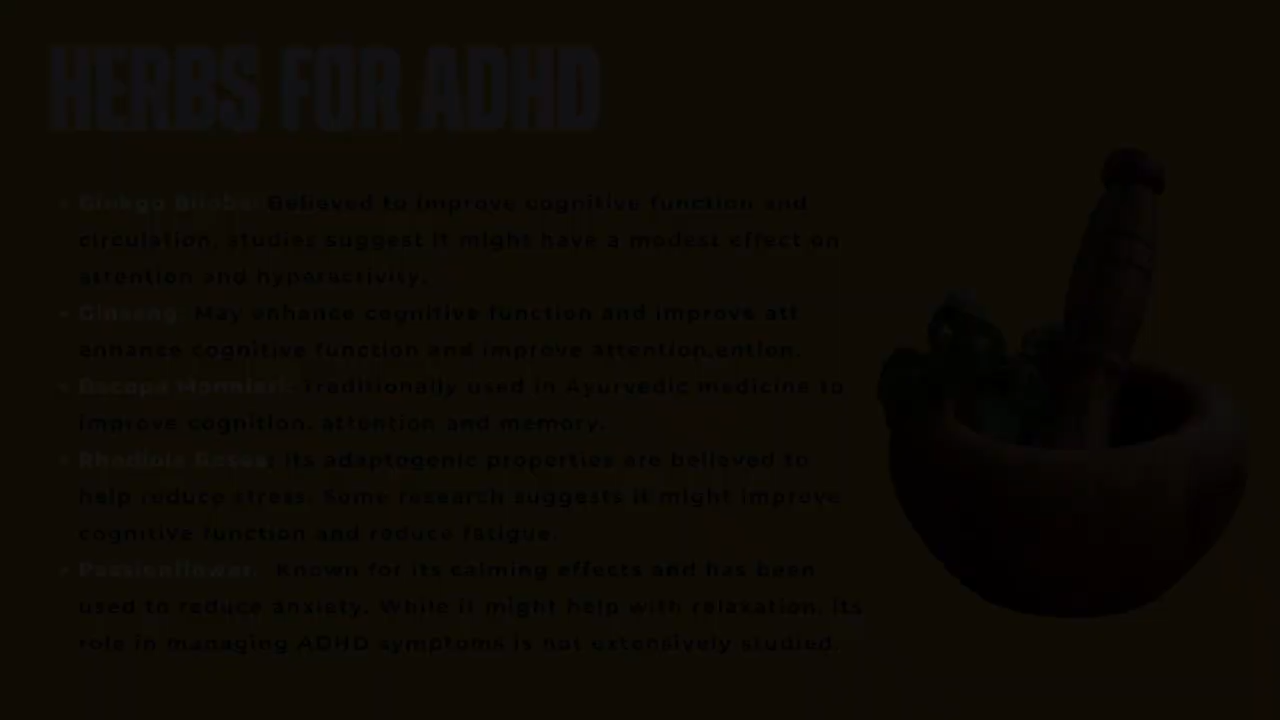 HERBS FOR ADHD
• Ginkgo Biloba: Believed to improve cognitive function and
circulation, studies suggest it might have a modest effect on
attention and hyperactivity.
• Ginseng: May enhance cognitive function and improve att
enhance cognitive function and improve attention,ention.
• Bacopa Monnieri: Traditionally used in Ayurvedic medicine to
improve cognition, attention and memory.
• Rhodiola Rosea: its adaptogenic properties are believed to
help reduce stress. Some research suggests it might improve
cognitive function and reduce fatigue.
• Passionflower: Known for its calming effects and has been
used to reduce anxiety. While it might help with relaxation, its
role in managing ADHD symptoms is not extensively studied.